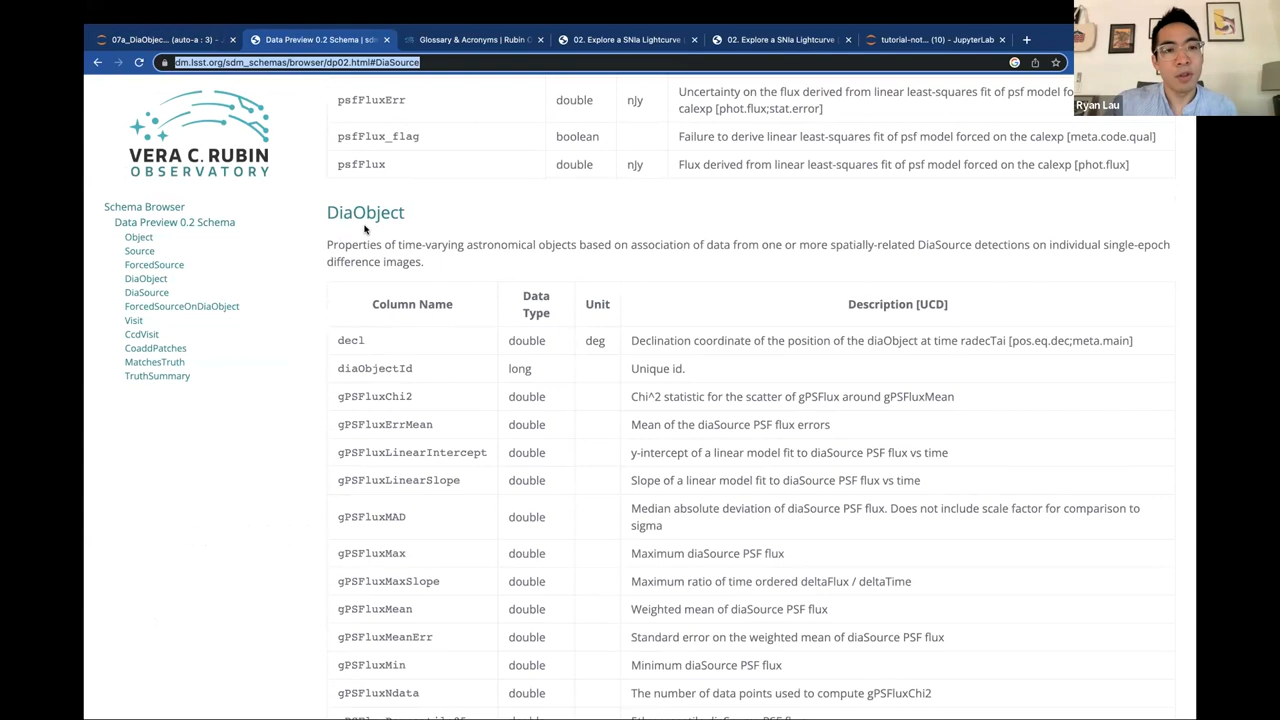 07a_DiaObjec... (auto-a : 3) -
Data Preview 0.2 Schema | sd
Glossary & Acronyms | Rubin C
02. Explore a SNIa Lightcurve
02. Explore a SNIa Lightcurve
tutorial-not... (0) - JupyterLab
dm.lsst.org/sdm_schemas/browser/dp02.html#DiaSource
Ryan Lau
VERA C. RUBIN
OBSERVATORY
Schema Browser
Data Preview 0.2 Schema
Object
Source
ForcedSource
DiaObject
DiaSource
ForcedSourceOnDiaObject
Visit
CcdVisit
CoaddPatches
MatchesTruth
TruthSummary
psfFluxErr double nJy Uncertainty on the flux derived from linear least-squares fit of psf model forced on the
calexp [phot.flux;stat.error]
psfFlux_flag boolean Failure to derive linear least-squares fit of psf model forced on the calexp [meta.code.qual]
psfFlux double nJy Flux derived from linear least-squares fit of psf model forced on the calexp [phot.flux]
DiaObject
Properties of time-varying astronomical objects based on association of data from one or more spatially-related DiaSource detections on individual single-epoch
difference images.
Column Name Data Type Unit Description [UCD]
decl double deg Declination coordinate of the position of the diaObject at time radecTai [pos.eq.dec;meta.main]
diaObjectId long Unique id.
gPSFluxChi2 double Chi^2 statistic for the scatter of gPSFlux around gPSFluxMean
gPSFluxErrMean double Mean of the diaSource PSF flux errors
gPSFluxLinearIntercept double y-intercept of a linear model fit to diaSource PSF flux vs time
gPSFluxLinearSlope double Slope of a linear model fit to diaSource PSF flux vs time
gPSFluxMAD double Median absolute deviation of diaSource PSF flux. Does not include scale factor for comparison to
sigma
gPSFluxMax double Maximum diaSource PSF flux
gPSFluxMaxSlope double Maximum ratio of time ordered deltaFlux / deltaTime
gPSFluxMean double Weighted mean of diaSource PSF flux
gPSFluxMeanErr double Standard error on the weighted mean of diaSource PSF flux
gPSFluxMin double Minimum diaSource PSF flux
gPSFluxNdata double The number of data points used to compute gPSFluxChi2